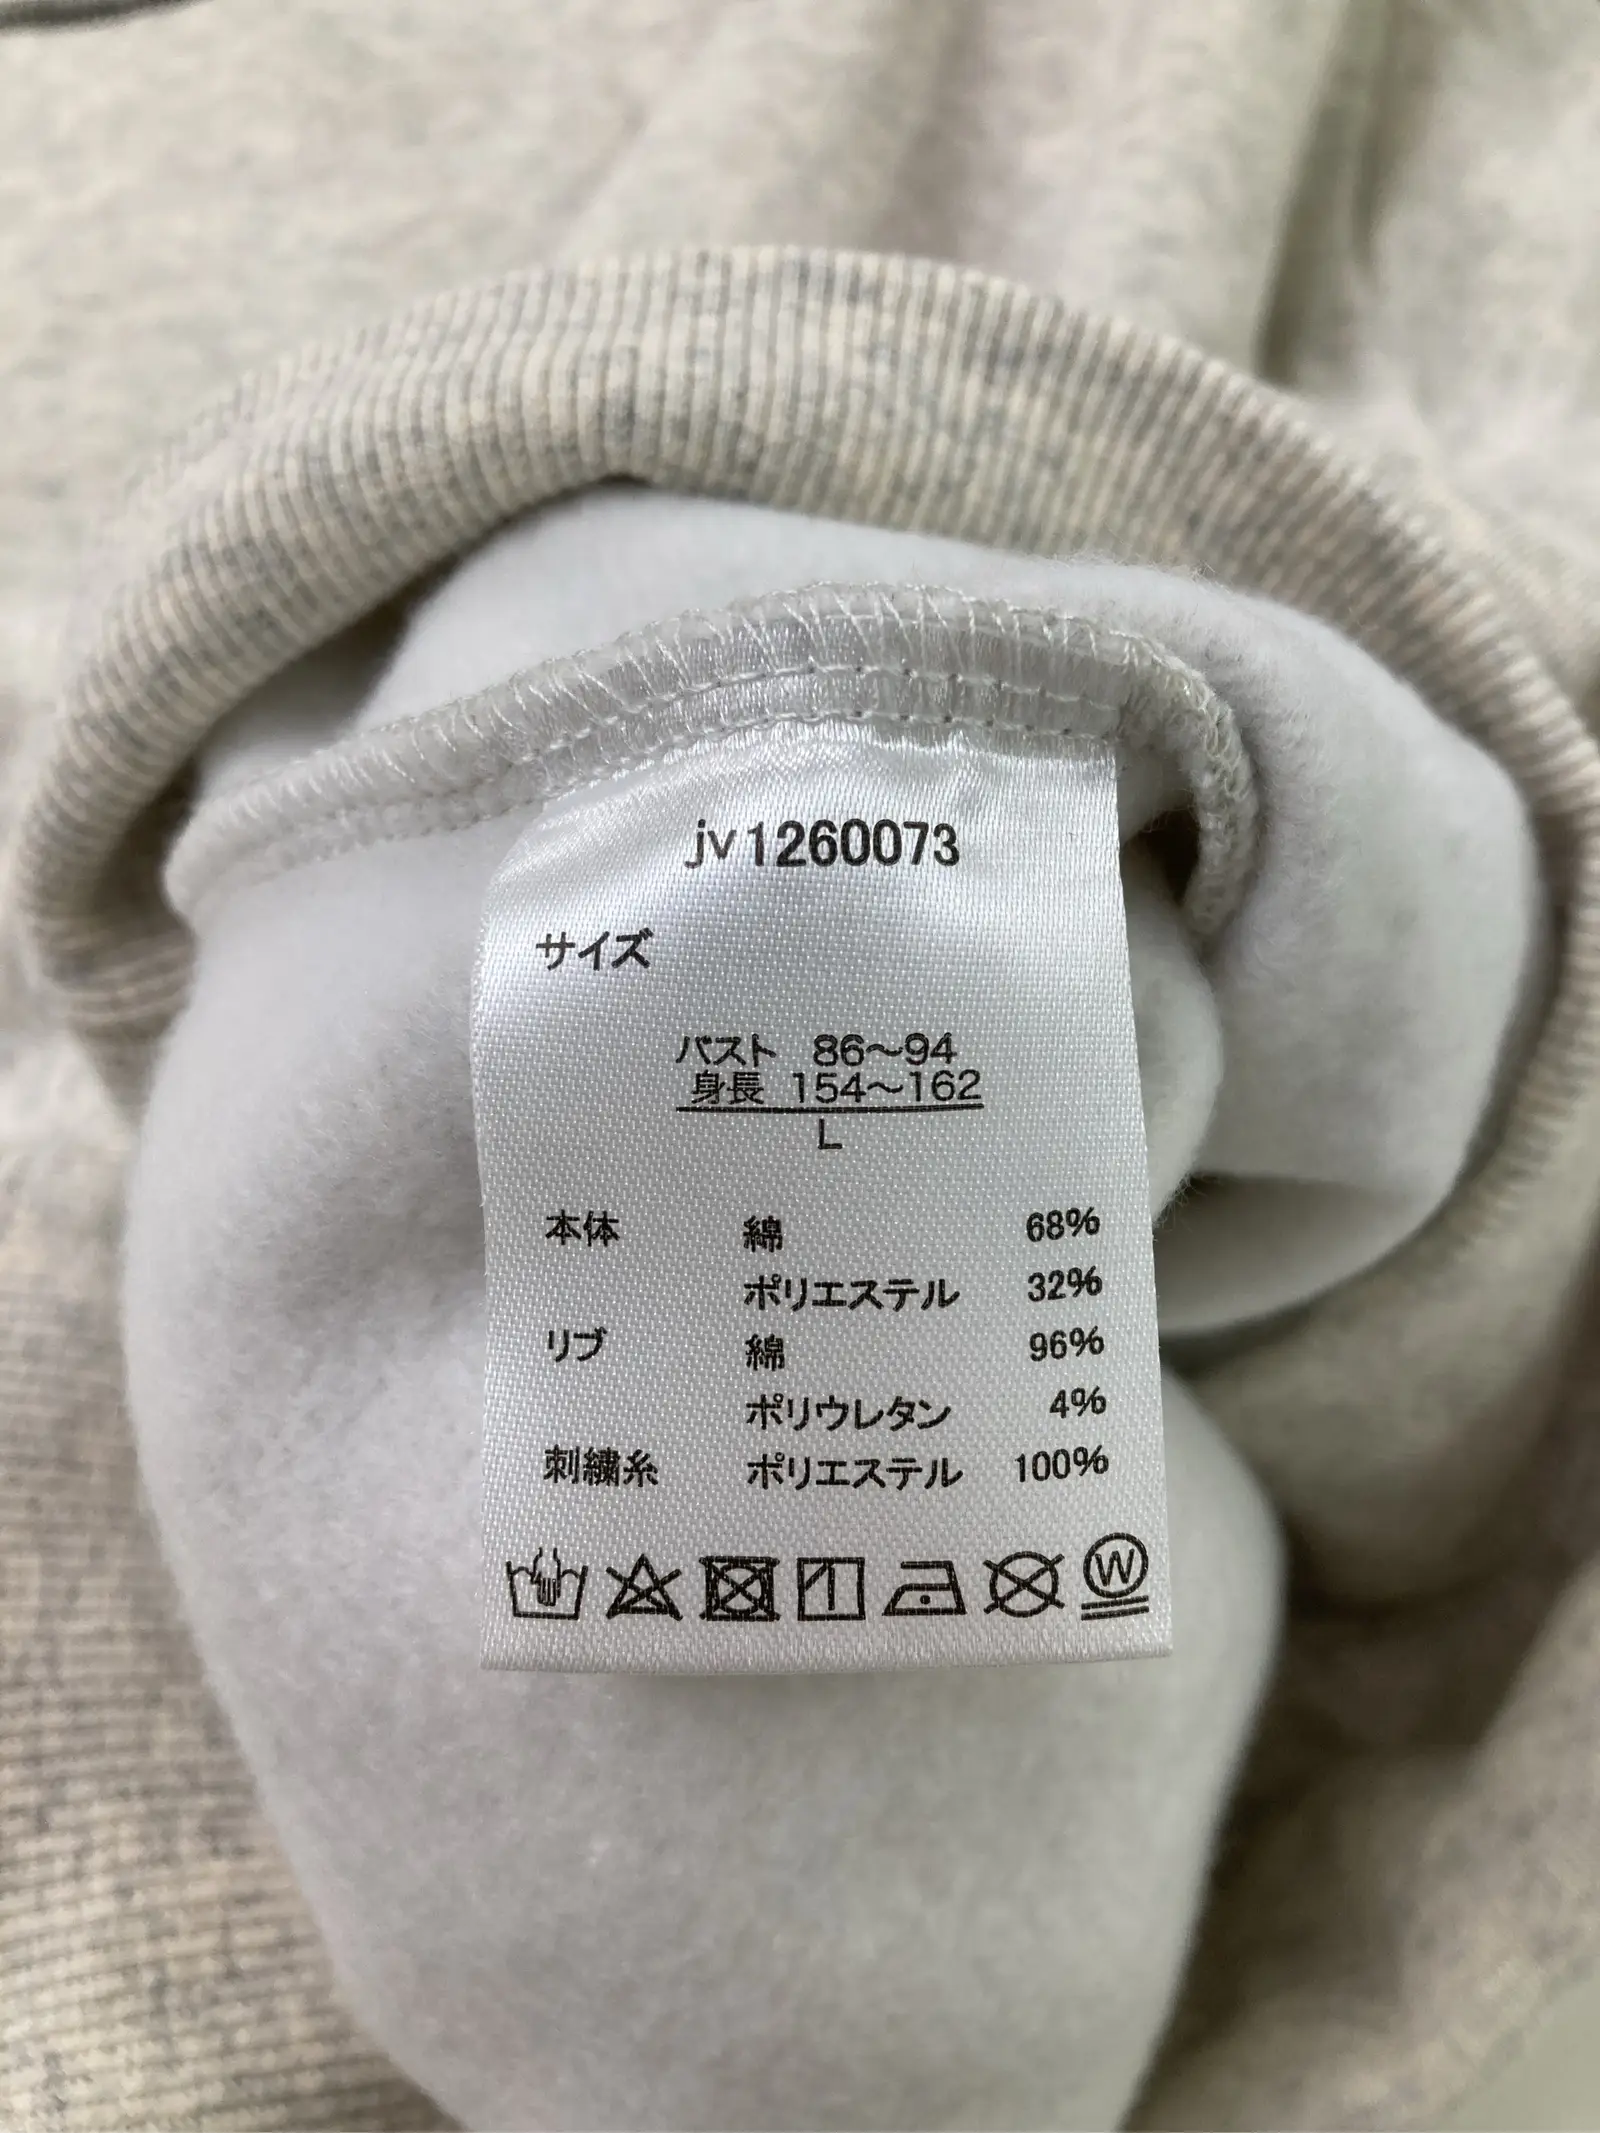 jv1260073
サイズ
バスト 86～94
身長 154～162
L
本体 綿 68%
ポリエステル 32%
リブ 綿 96%
ポリウレタン 4%
刺繍糸 ポリエステル 100%
W